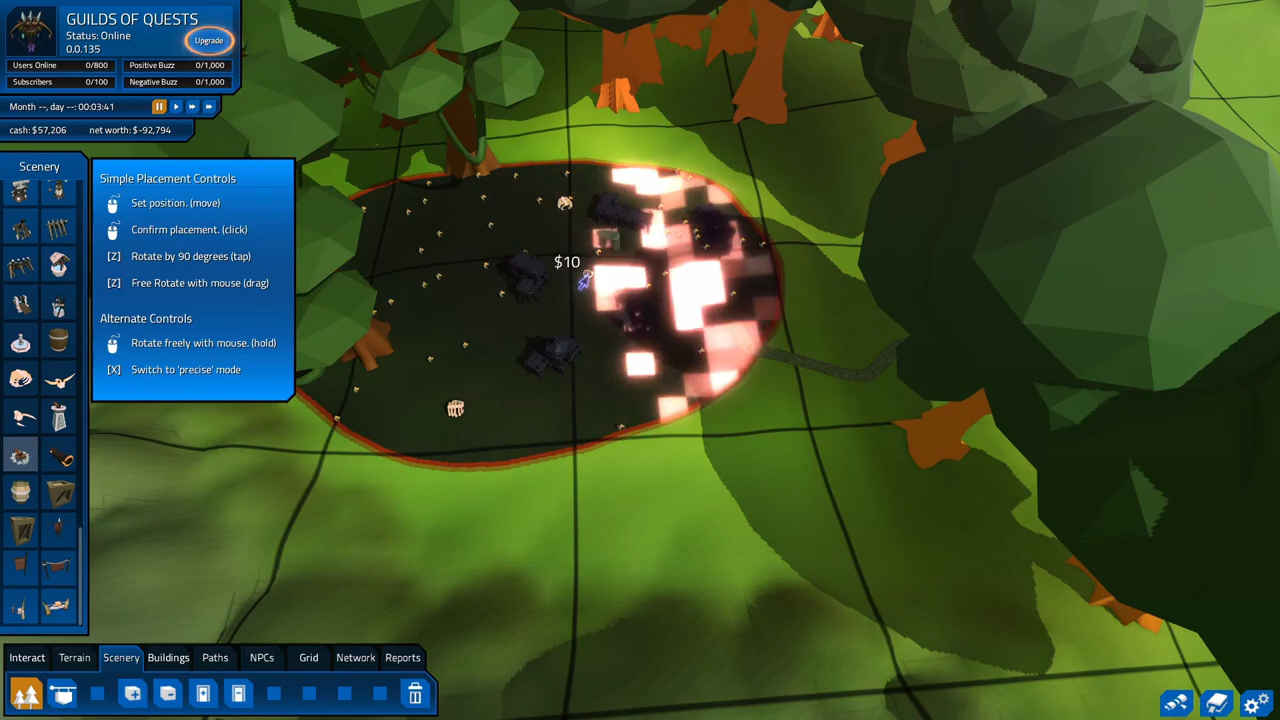 GUILDS OF QUESTS
Status: Online
Upgrade
0.0.135
Users Online 0/800 Positive Buzz 0/1,000
Subscribers 0/100 Negative Buzz 0/1,000
Month --, day --: 00:03:41
cash: $57,206 net worth: $-92,794
Scenery
Simple Placement Controls
Set position. (move)
Confirm placement. (click)
[Z] Rotate by 90 degrees (tap)
[Z] Free Rotate with mouse (drag)
Alternate Controls
Rotate freely with mouse. (hold)
[X] Switch to 'precise' mode
$10
Interact Terrain Scenery Buildings Paths NPCs Grid Network Reports